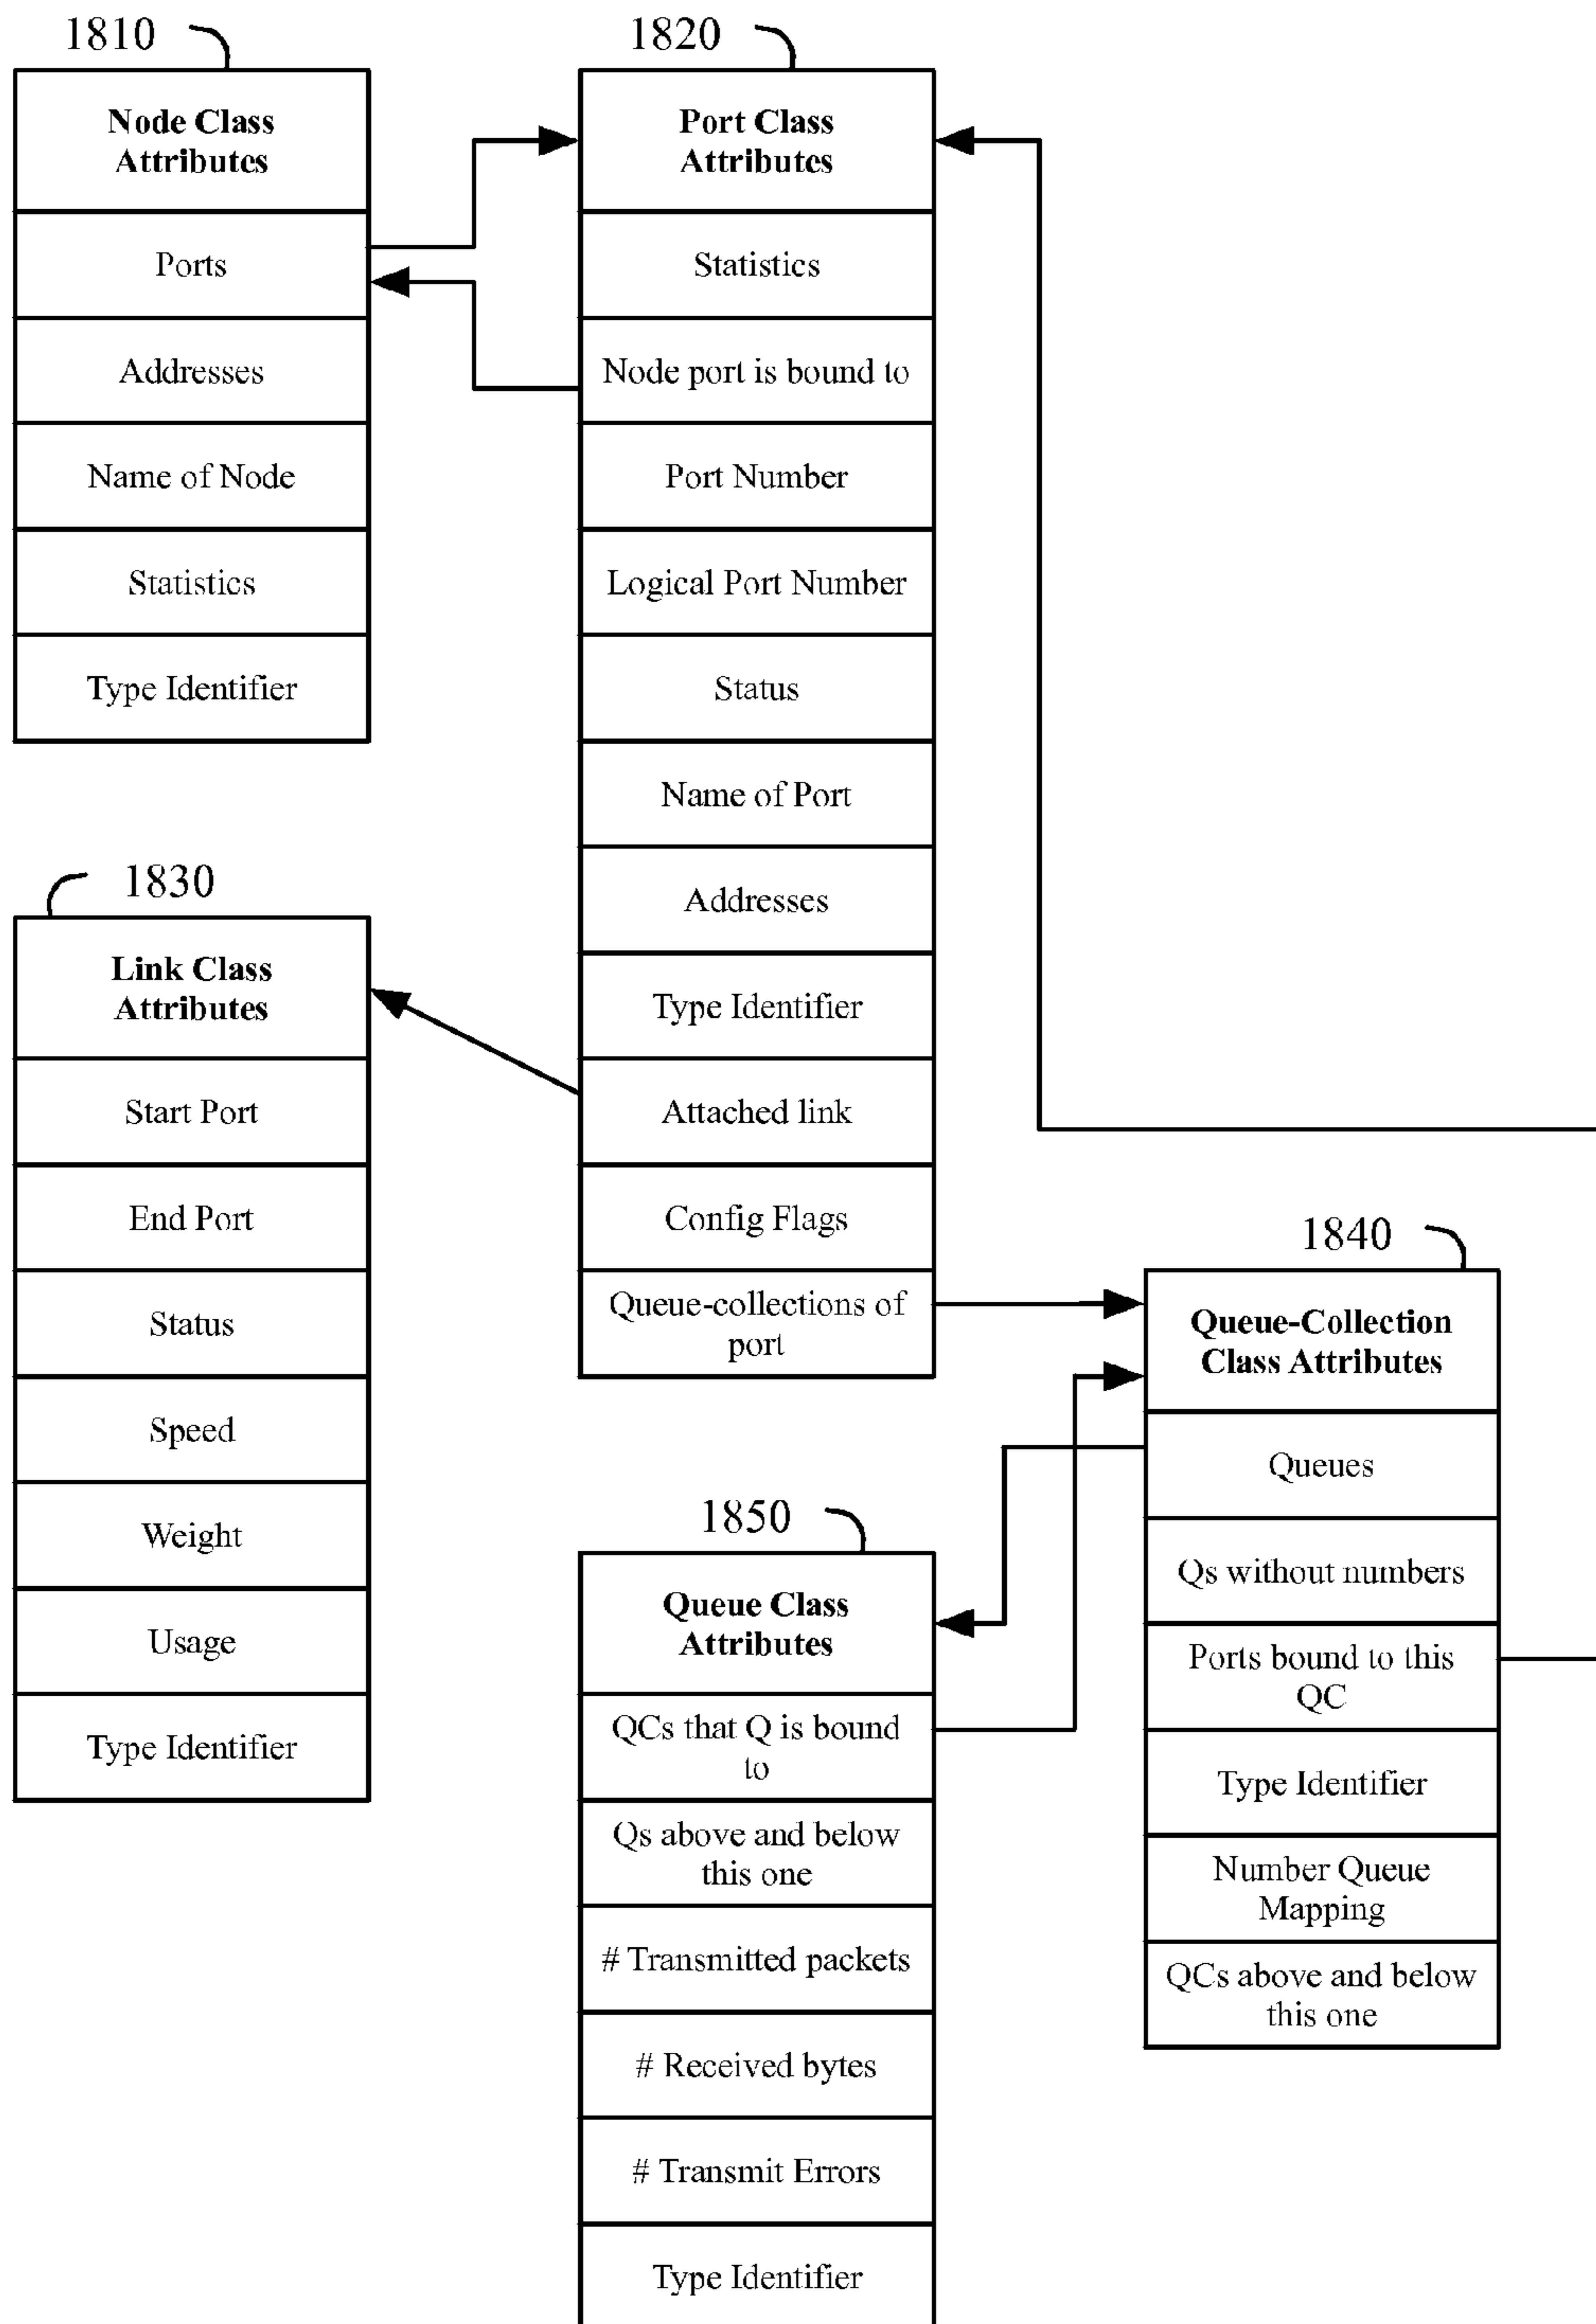 1810
Node Class
Attributes
Ports
Addresses
Name of Node
Statistics
Type Identifier
1820
Port Class
Attributes
Statistics
Node port is bound to
Port Number
Logical Port Number
Status
Name of Port
Addresses
Type Identifier
Attached link
Config Flags
Queue-collections of
port
1830
Link Class
Attributes
Start Port
End Port
Status
Speed
Weight
Usage
Type Identifier
1840
Queue-Collection
Class Attributes
Queues
Qs without numbers
Ports bound to this
QC
Type Identifier
Number Queue
Mapping
QCs above and below
this one
1850
Queue Class
Attributes
QCs that Q is bound
to
Qs above and below
this one
# Transmitted packets
# Received bytes
# Transmit Errors
Type Identifier